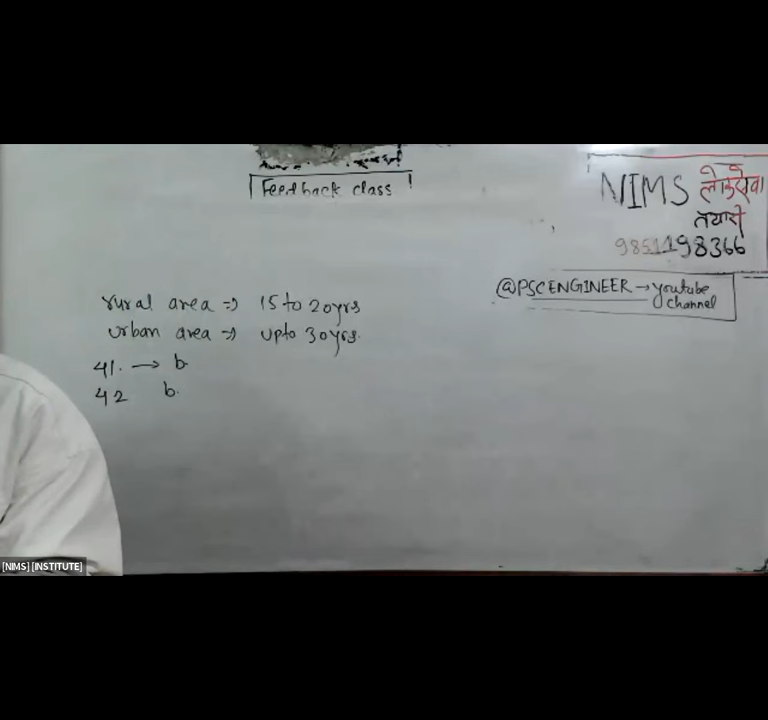 Feedback class !
NIMS लोकसेवा
तयारी
9851198366
@PSCENGINEER → youtube
channel
rural area => 15 to 20yrs
urban area => upto 30yrs.
41. → b
42 b.
[NIMS] [INSTITUTE]